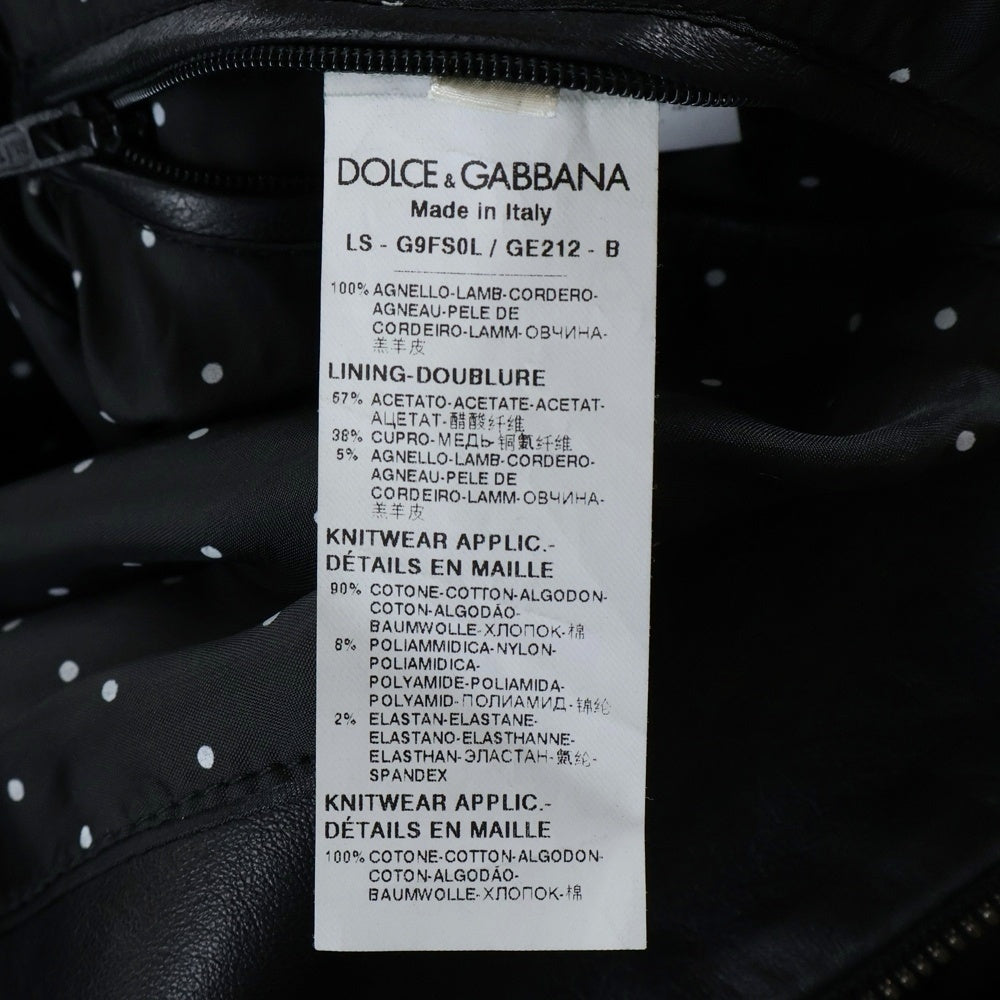 DOLCE & GABBANA
Made in Italy
LS - G9FS0L / GE212 - B
100% AGNELLO-LAMB-CORDERO-
AGNEAU-PELE DE
CORDEIRO-LAMM-ОВЧИНА-
羔羊皮
LINING-DOUBLURE
57% ACETATO-ACETATE-ACETAT-
АЦЕТАТ-醋酸纤维
38% CUPRO-МЕДЬ-铜氨纤维
5% AGNELLO-LAMB-CORDERO-
AGNEAU-PELE DE
CORDEIRO-LAMM-ОВЧИНА-
羔羊皮
KNITWEAR APPLIC.-
DÉTAILS EN MAILLE
90% COTONE-COTTON-ALGODON-
COTON-ALGODÃO-
BAUMWOLLE-ХЛОПОК-棉
8% POLIAMMIDICA-NYLON-
POLIAMIDICA-
POLYAMIDE-POLIAMIDA-
POLYAMID-ПОЛИАМИД-锦纶
2% ELASTAN-ELASTANE-
ELASTANO-ELASTHANNE-
ELASTHAN-ЭЛАСТАН-氨纶-
SPANDEX
KNITWEAR APPLIC.-
DÉTAILS EN MAILLE
100% COTONE-COTTON-ALGODON-
COTON-ALGODÃO-
BAUMWOLLE-ХЛОПОК-棉